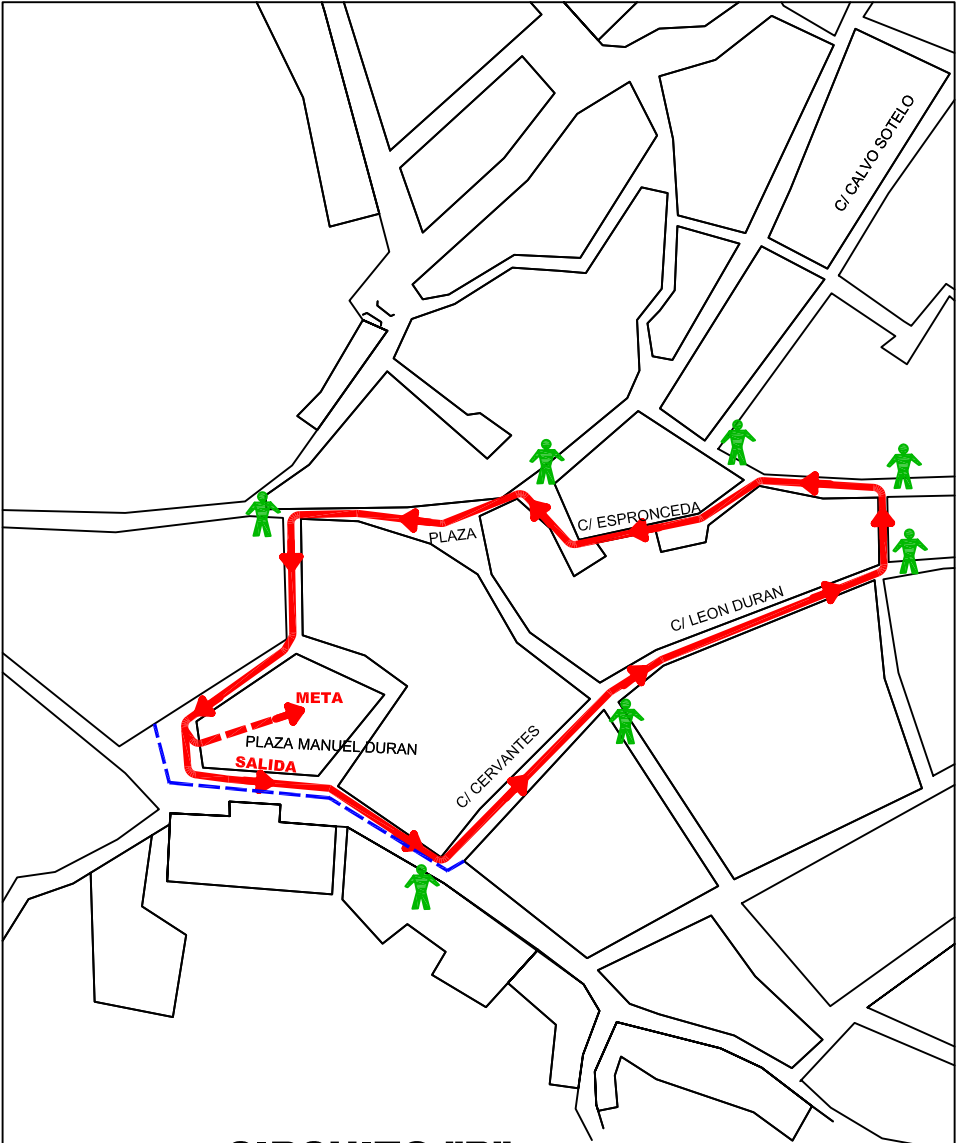 C/ CALVO SOTELO
C/ ESPRONCEDA
PLAZA
C/ LEON DURAN
META
PLAZA MANUEL DURAN
SALIDA
C/ CERVANTES